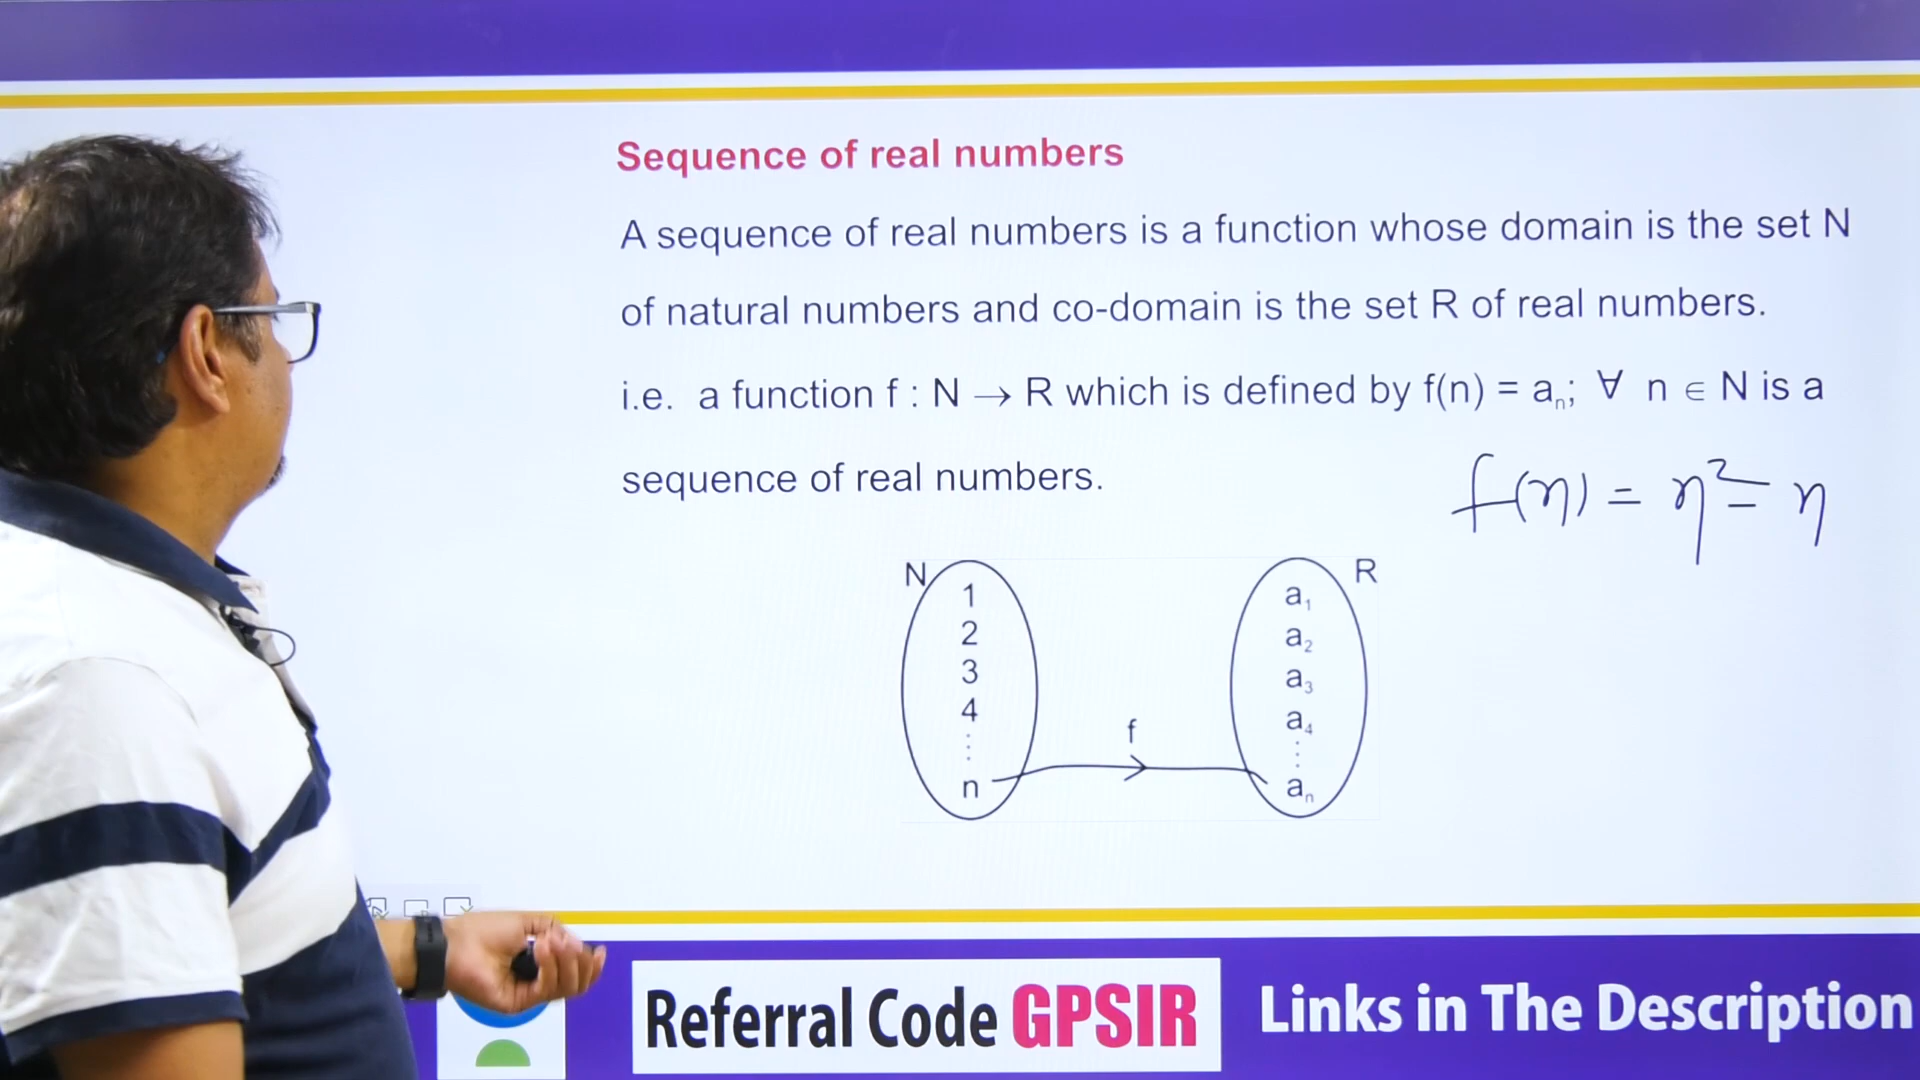 Sequence of real numbers
A sequence of real numbers is a function whose domain is the set N
of natural numbers and co-domain is the set R of real numbers.
i.e. a function f : N → R which is defined by f(n) = aₙ; ∀ n ∈ N is a
sequence of real numbers.
f(n) = n² - n
N
R
1
2
3
4
⋮
n
f
a₁
a₂
a₃
a₄
⋮
aₙ
Referral Code GPSIR
Links in The Description